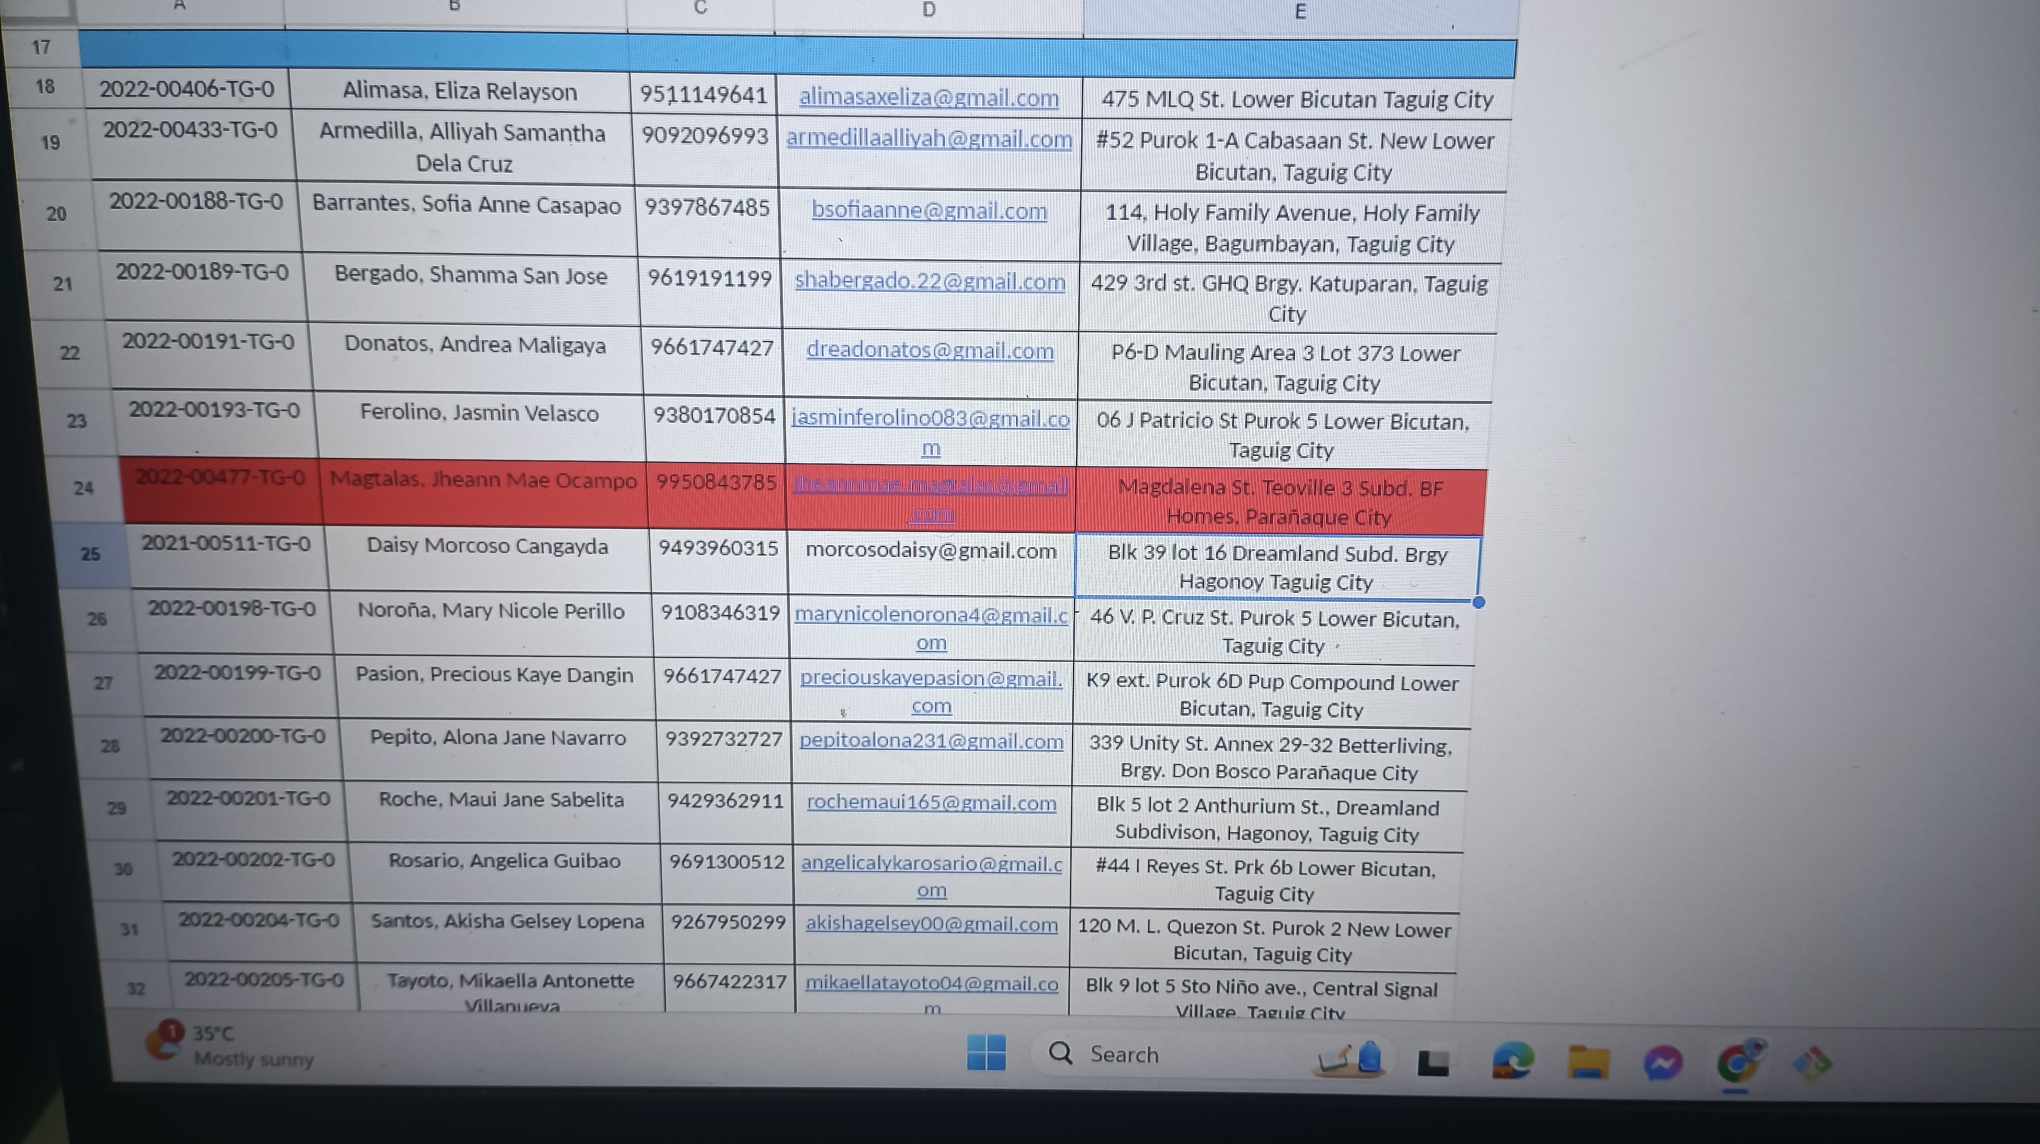 A B C D E
17
18 2022-00406-TG-0 Alimasa, Eliza Relayson 9511149641 alimasaxeliza@gmail.com 475 MLQ St. Lower Bicutan Taguig City
19 2022-00433-TG-0 Armedilla, Alliyah Samantha 9092096993 armedillaalliyah@gmail.com #52 Purok 1-A Cabasaan St. New Lower
Dela Cruz Bicutan, Taguig City
20 2022-00188-TG-0 Barrantes, Sofia Anne Casapao 9397867485 bsofiaanne@gmail.com 114, Holy Family Avenue, Holy Family
Village, Bagumbayan, Taguig City
21 2022-00189-TG-0 Bergado, Shamma San Jose 9619191199 shabergado.22@gmail.com 429 3rd st. GHQ Brgy. Katuparan, Taguig
City
22 2022-00191-TG-0 Donatos, Andrea Maligaya 9661747427 dreadonatos@gmail.com P6-D Mauling Area 3 Lot 373 Lower
Bicutan, Taguig City
23 2022-00193-TG-0 Ferolino, Jasmin Velasco 9380170854 jasminferolino083@gmail.co 06 J Patricio St Purok 5 Lower Bicutan,
m Taguig City
24 2022-00477-TG-0 Magtalas, Jheann Mae Ocampo 9950843785 Magdalena St. Teoville 3 Subd. BF
.com Homes, Parañaque City
25 2021-00511-TG-0 Daisy Morcoso Cangayda 9493960315 morcosodaisy@gmail.com Blk 39 lot 16 Dreamland Subd. Brgy
Hagonoy Taguig City
26 2022-00198-TG-0 Noroña, Mary Nicole Perillo 9108346319 marynicolenorona4@gmail.c 46 V. P. Cruz St. Purok 5 Lower Bicutan,
om Taguig City
27 2022-00199-TG-0 Pasion, Precious Kaye Dangin 9661747427 preciouskayepasion@gmail. K9 ext. Purok 6D Pup Compound Lower
com Bicutan, Taguig City
28 2022-00200-TG-0 Pepito, Alona Jane Navarro 9392732727 pepitoalona231@gmail.com 339 Unity St. Annex 29-32 Betterliving,
Brgy. Don Bosco Parañaque City
29 2022-00201-TG-0 Roche, Maui Jane Sabelita 9429362911 rochemaui165@gmail.com Blk 5 lot 2 Anthurium St., Dreamland
Subdivison, Hagonoy, Taguig City
30 2022-00202-TG-0 Rosario, Angelica Guibao 9691300512 angelicalykarosario@gmail.c #44 I Reyes St. Prk 6b Lower Bicutan,
om Taguig City
31 2022-00204-TG-0 Santos, Akisha Gelsey Lopena 9267950299 akishagelsey00@gmail.com 120 M. L. Quezon St. Purok 2 New Lower
Bicutan, Taguig City
32 2022-00205-TG-0 Tayoto, Mikaella Antonette 9667422317 mikaellatayoto04@gmail.co Blk 9 lot 5 Sto Niño ave., Central Signal
Villanueva m Village, Taguig City
1 35°C
Mostly sunny
Search